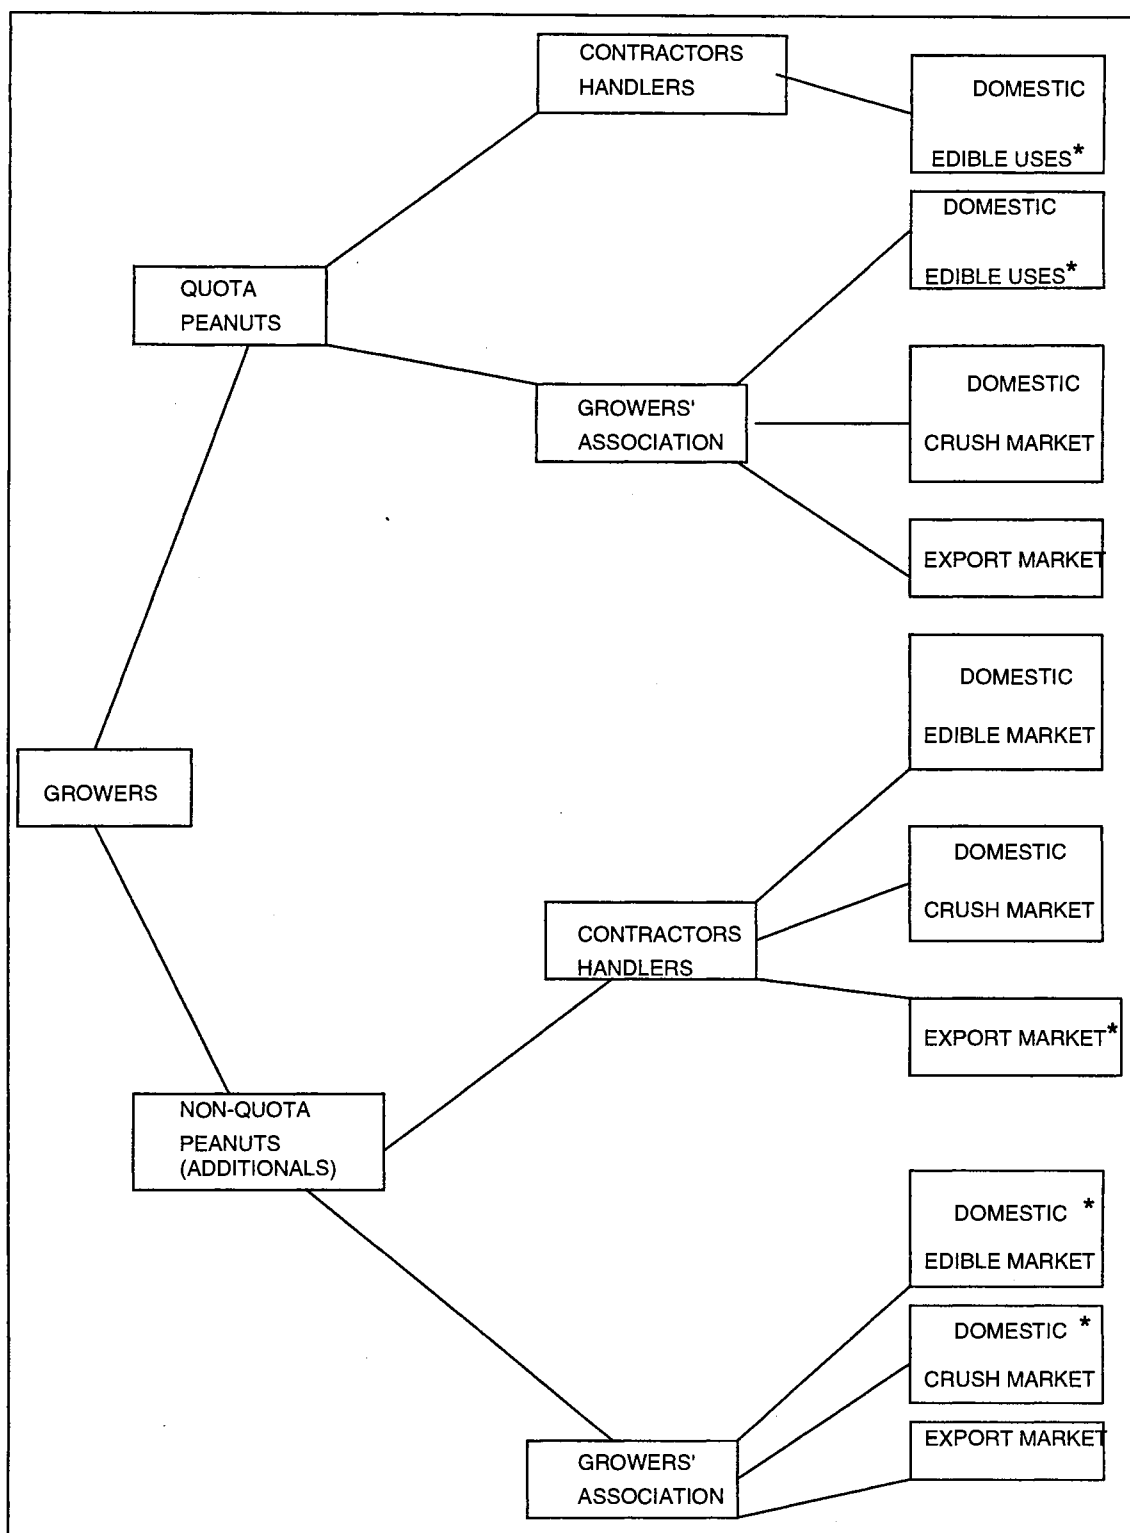 CONTRACTORS
HANDLERS
DOMESTIC
EDIBLE USES*
DOMESTIC
EDIBLE USES*
QUOTA
PEANUTS
GROWERS'
ASSOCIATION
DOMESTIC
CRUSH MARKET
EXPORT MARKET
DOMESTIC
EDIBLE MARKET
GROWERS
DOMESTIC
CRUSH MARKET
CONTRACTORS
HANDLERS
EXPORT MARKET*
NON-QUOTA
PEANUTS
(ADDITIONALS)
DOMESTIC *
EDIBLE MARKET
DOMESTIC *
CRUSH MARKET
EXPORT MARKET
GROWERS'
ASSOCIATION